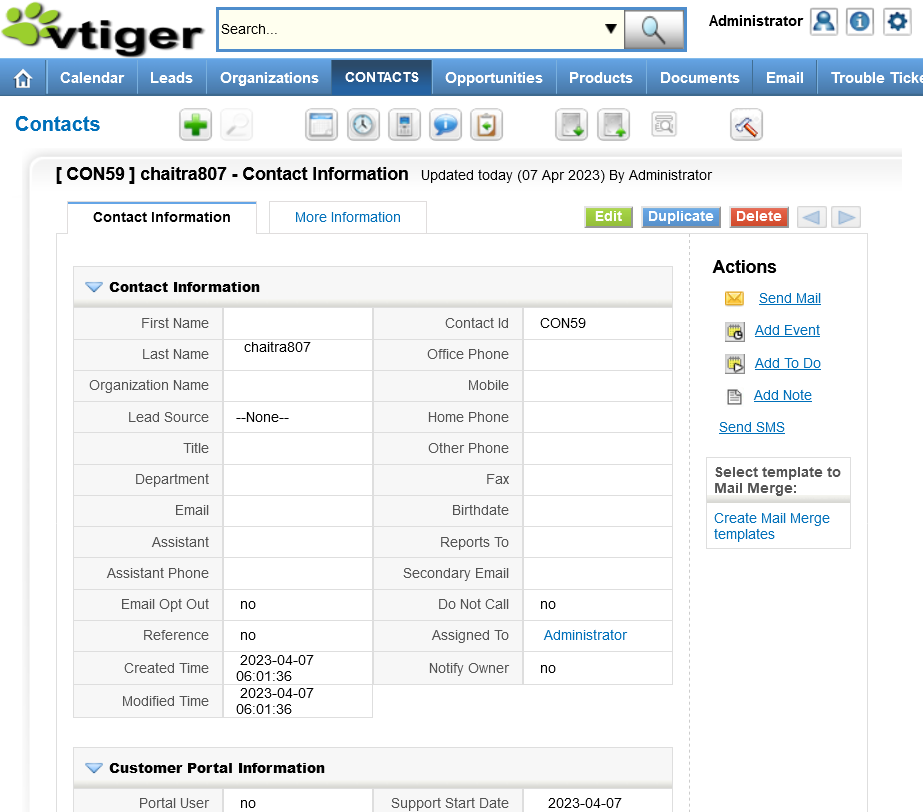 vtiger
Search...
Administrator
Calendar Leads Organizations CONTACTS Opportunities Products Documents Email Trouble Ticke
Contacts
[ CON59 ] chaitra807 - Contact Information Updated today (07 Apr 2023) By Administrator
Contact Information More Information Edit Duplicate Delete
Contact Information
First Name Contact Id CON59
Last Name chaitra807 Office Phone
Organization Name Mobile
Lead Source --None-- Home Phone
Title Other Phone
Department Fax
Email Birthdate
Assistant Reports To
Assistant Phone Secondary Email
Email Opt Out no Do Not Call no
Reference no Assigned To Administrator
Created Time 2023-04-07 06:01:36 Notify Owner no
Modified Time 2023-04-07 06:01:36
Customer Portal Information
Portal User no Support Start Date 2023-04-07
Actions
Send Mail
Add Event
Add To Do
Add Note
Send SMS
Select template to
Mail Merge:
Create Mail Merge
templates